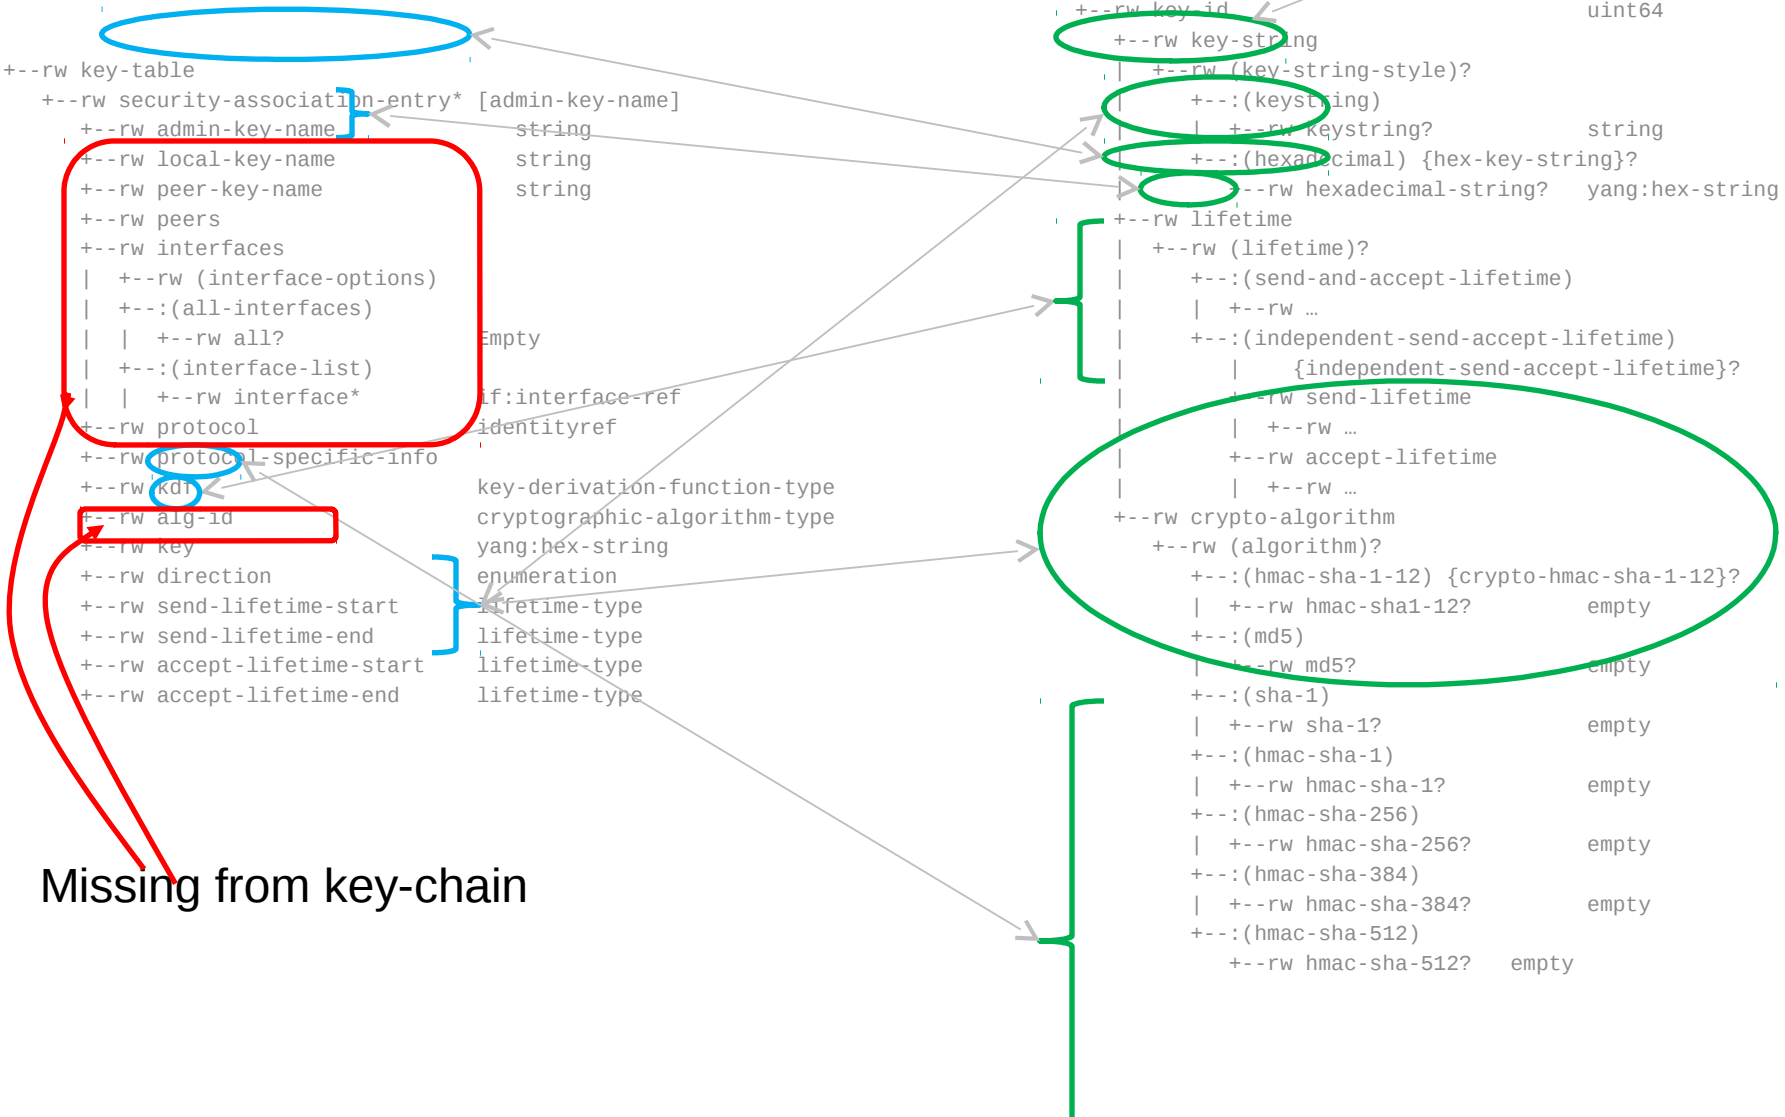 +--rw key-table
+--rw security-association-entry* [admin-key-name]
+--rw admin-key-name string
+--rw local-key-name string
+--rw peer-key-name string
+--rw peers
+--rw interfaces
| +--rw (interface-options)
| +--:(all-interfaces)
| | +--rw all? Empty
| +--:(interface-list)
| | +--rw interface* if:interface-ref
+--rw protocol identityref
+--rw protocol-specific-info
+--rw kdf key-derivation-function-type
+--rw alg-id cryptographic-algorithm-type
+--rw key yang:hex-string
+--rw direction enumeration
+--rw send-lifetime-start lifetime-type
+--rw send-lifetime-end lifetime-type
+--rw accept-lifetime-start lifetime-type
+--rw accept-lifetime-end lifetime-type
Missing from key-chain
+--rw key-id uint64
+--rw key-string
| +--rw (key-string-style)?
| +--:(keystring)
| | +--rw keystring? string
| +--:(hexadecimal) {hex-key-string}?
| +--rw hexadecimal-string? yang:hex-string
+--rw lifetime
| +--rw (lifetime)?
| +--:(send-and-accept-lifetime)
| | +--rw …
| +--:(independent-send-accept-lifetime)
| | {independent-send-accept-lifetime}?
| +--rw send-lifetime
| | +--rw …
| +--rw accept-lifetime
| | +--rw …
+--rw crypto-algorithm
+--rw (algorithm)?
+--:(hmac-sha-1-12) {crypto-hmac-sha-1-12}?
| +--rw hmac-sha1-12? empty
+--:(md5)
| +--rw md5? empty
+--:(sha-1)
| +--rw sha-1? empty
+--:(hmac-sha-1)
| +--rw hmac-sha-1? empty
+--:(hmac-sha-256)
| +--rw hmac-sha-256? empty
+--:(hmac-sha-384)
| +--rw hmac-sha-384? empty
+--:(hmac-sha-512)
+--rw hmac-sha-512? empty